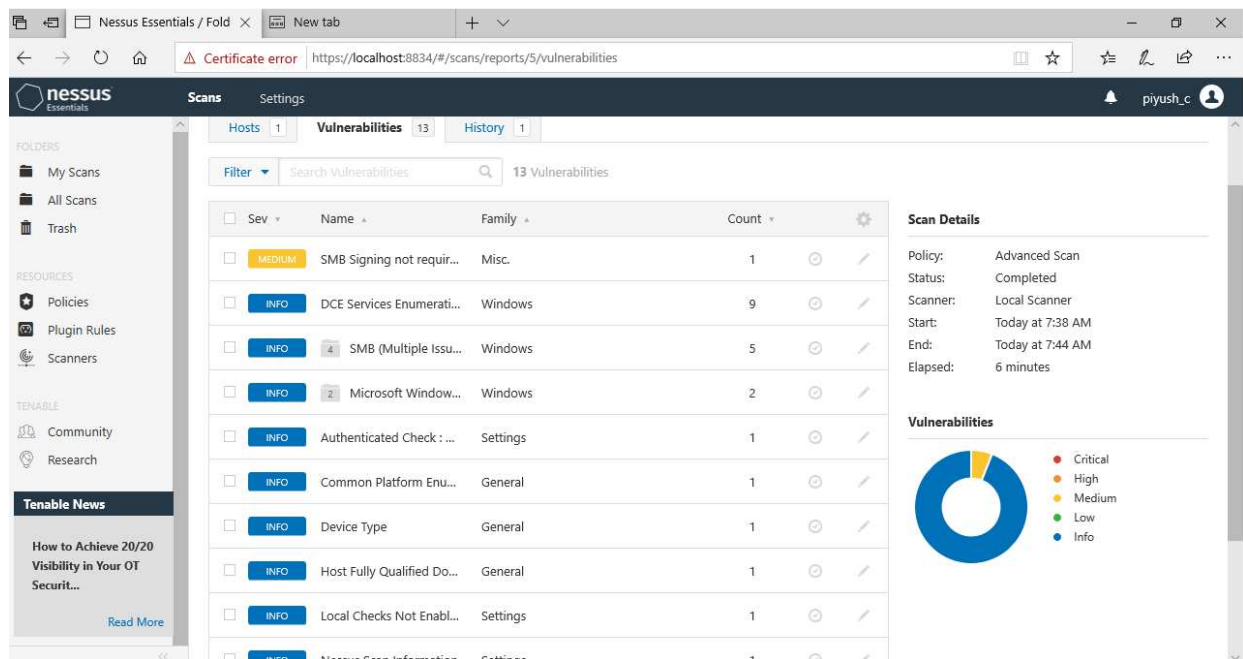 Nessus Essentials / Fold
New tab
Certificate error
https://localhost:8834/#/scans/reports/5/vulnerabilities
nessus
Essentials
Scans
Settings
piyush_c
FOLDERS
My Scans
All Scans
Trash
RESOURCES
Policies
Plugin Rules
Scanners
TENABLE
Community
Research
Tenable News
How to Achieve 20/20
Visibility in Your OT
Securit...
Read More
Hosts 1
Vulnerabilities 13
History 1
Filter
Search Vulnerabilities
13 Vulnerabilities
Sev Name Family Count
MEDIUM SMB Signing not requir... Misc. 1
INFO DCE Services Enumerati... Windows 9
INFO 4 SMB (Multiple Issu... Windows 5
INFO 2 Microsoft Window... Windows 2
INFO Authenticated Check : ... Settings 1
INFO Common Platform Enu... General 1
INFO Device Type General 1
INFO Host Fully Qualified Do... General 1
INFO Local Checks Not Enabl... Settings 1
INFO Nessus Scan Information Settings 1
Scan Details
Policy: Advanced Scan
Status: Completed
Scanner: Local Scanner
Start: Today at 7:38 AM
End: Today at 7:44 AM
Elapsed: 6 minutes
Vulnerabilities
Critical
High
Medium
Low
Info